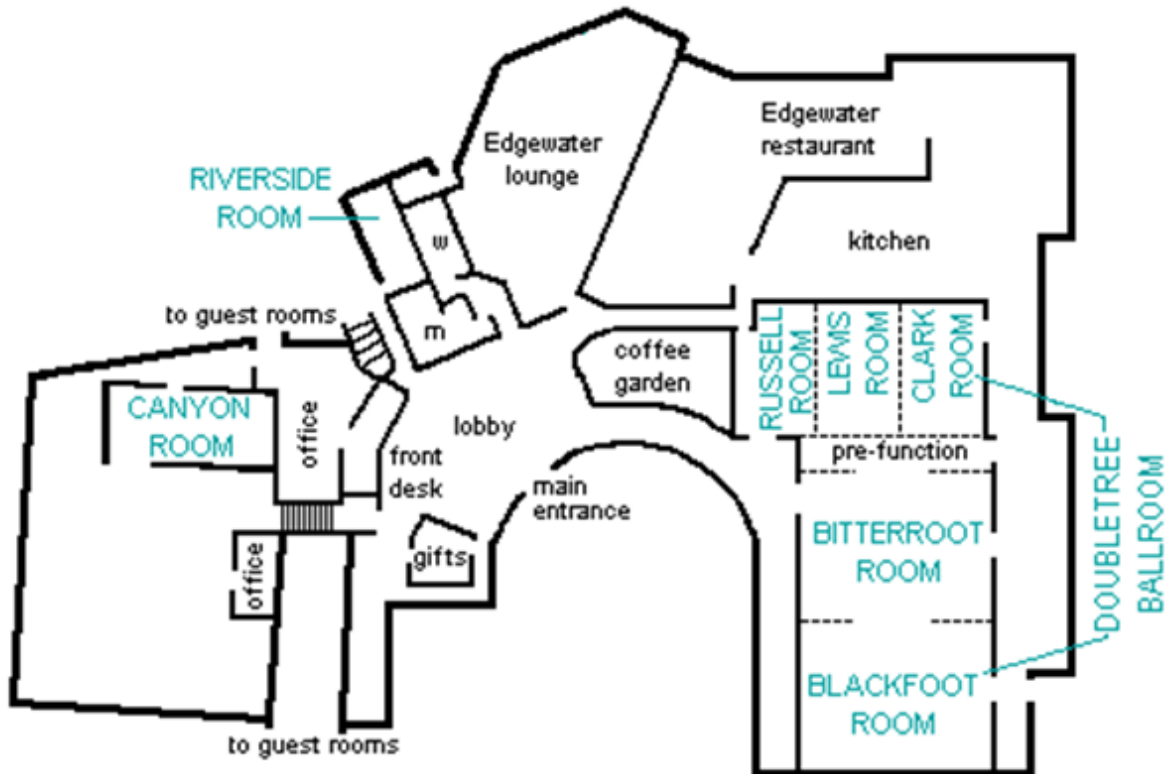 Edgewater
lounge
Edgewater
restaurant
RIVERSIDE
ROOM
w
kitchen
to guest rooms
m
coffee
garden
RUSSELL
ROOM
LEWIS
ROOM
CLARK
ROOM
CANYON
ROOM
office
lobby
front
desk
pre-function
main
entrance
BITTERROOT
ROOM
gifts
office
DOUBLETREE
BALLROOM
BLACKFOOT
ROOM
to guest rooms